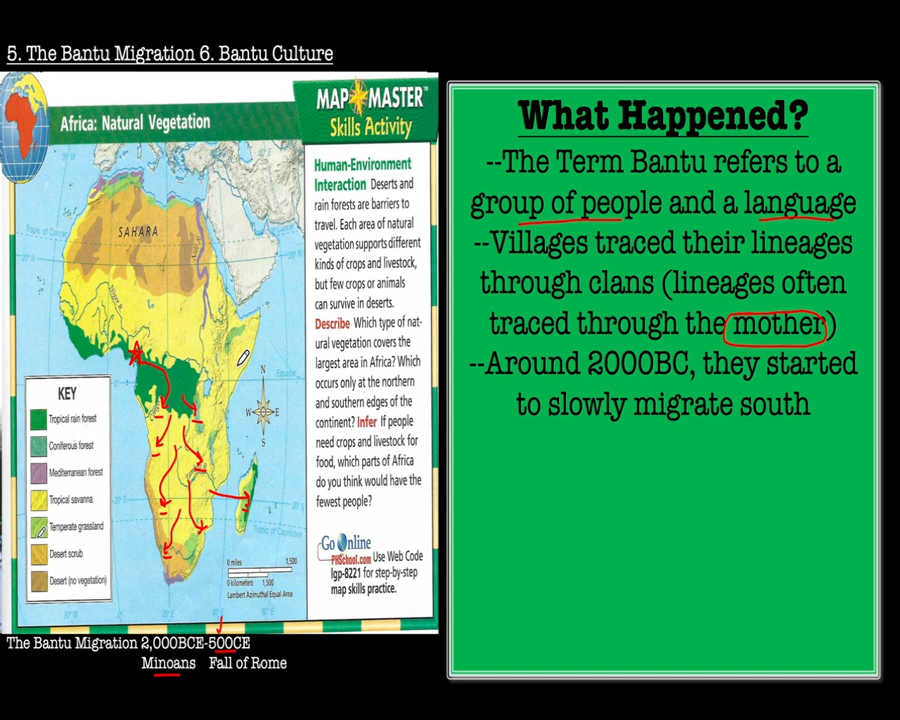 5. The Bantu Migration 6. Bantu Culture
Africa: Natural Vegetation
MAP MASTER™
Skills Activity
Human-Environment
Interaction Deserts and
rain forests are barriers to
travel. Each area of natural
vegetation supports different
kinds of crops and livestock,
but few crops or animals
can survive in deserts.
Describe Which type of nat-
ural vegetation covers the
largest area in Africa? Which
occurs only at the northern
and southern edges of the
continent? Infer If people
need crops and livestock for
food, which parts of Africa
do you think would have the
fewest people?
Go Online
PHSchool.com Use Web Code
lgp-8221 for step-by-step
map skills practice.
SAHARA
KEY
Tropical rain forest
Coniferous forest
Mediterranean forest
Tropical savanna
Temperate grassland
Desert scrub
Desert (no vegetation)
N
W E
S
0 miles 1,500
0 kilometers 1,500
Lambert Azimuthal Equal Area
The Bantu Migration 2,000BCE-500CE
Minoans Fall of Rome
What Happened?
--The Term Bantu refers to a
group of people and a language
--Villages traced their lineages
through clans (lineages often
traced through the mother)
--Around 2000BC, they started
to slowly migrate south